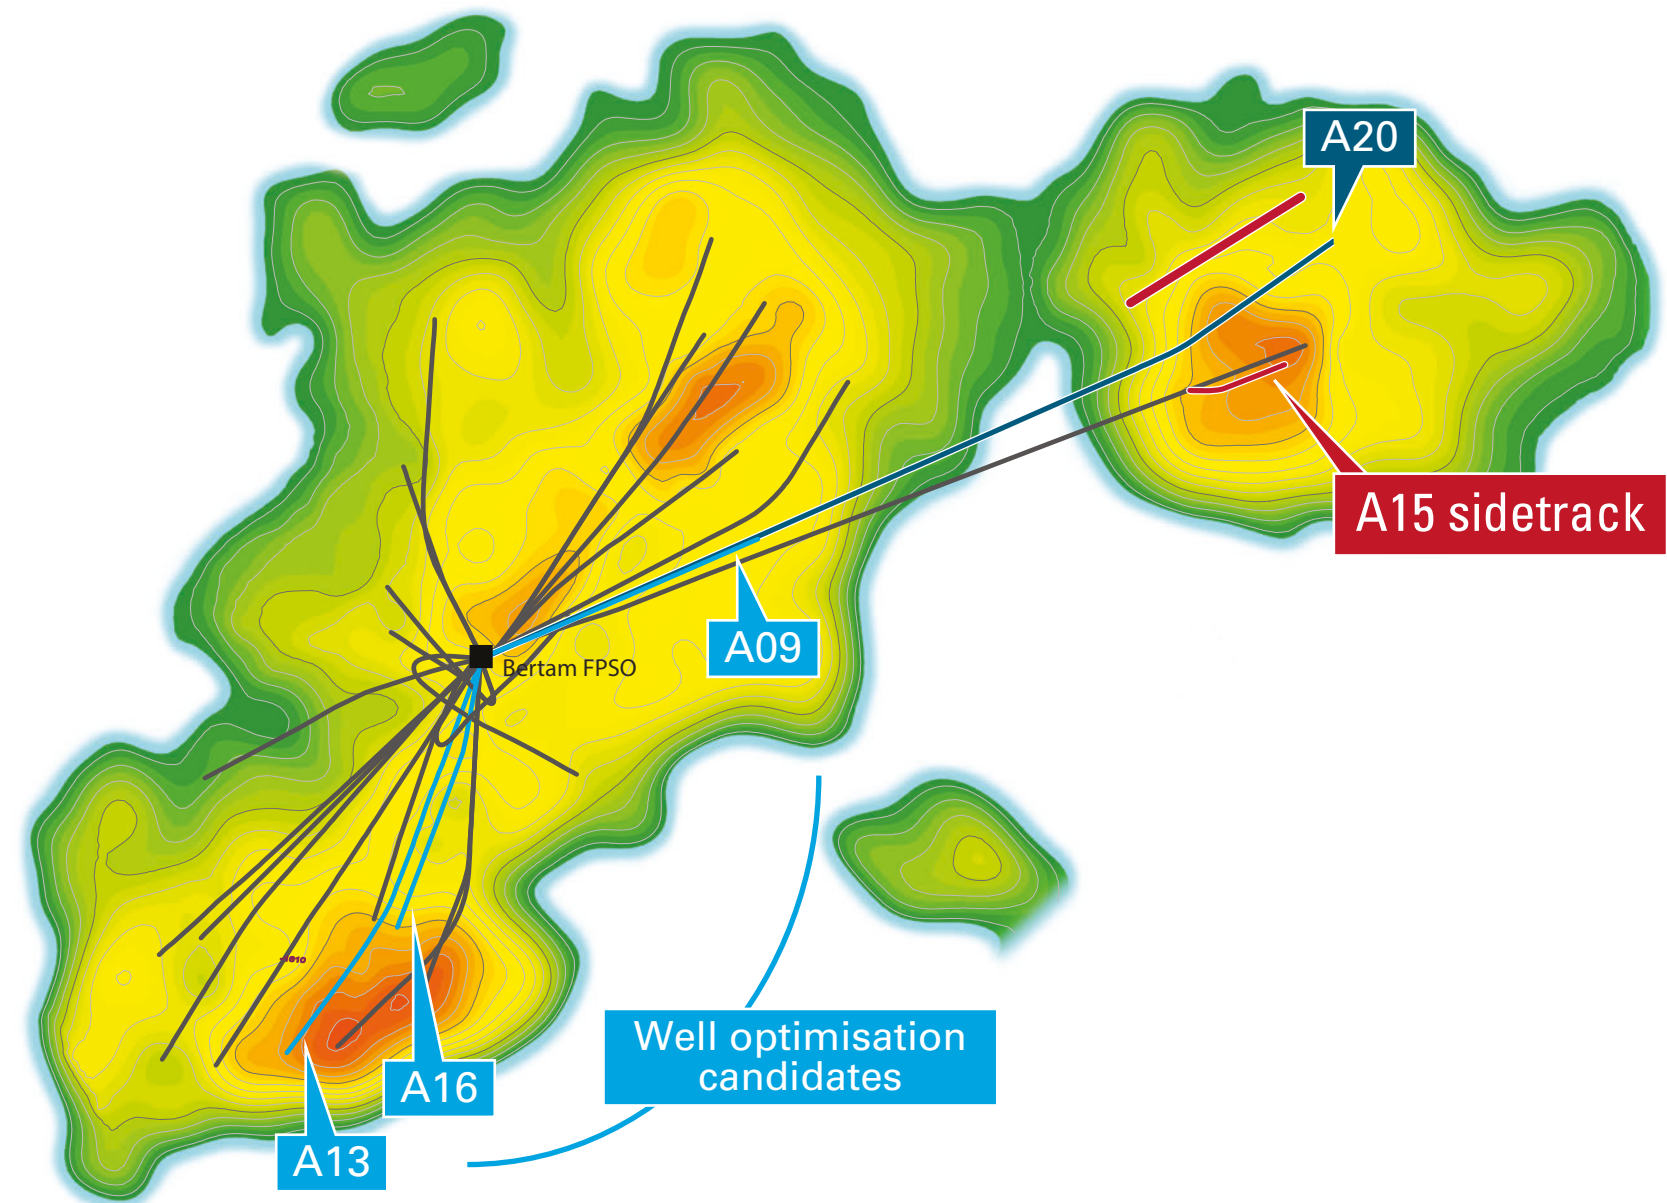 A20
A15 sidetrack
A09
Bertam FPSO
Well optimisation
candidates
A16
A13